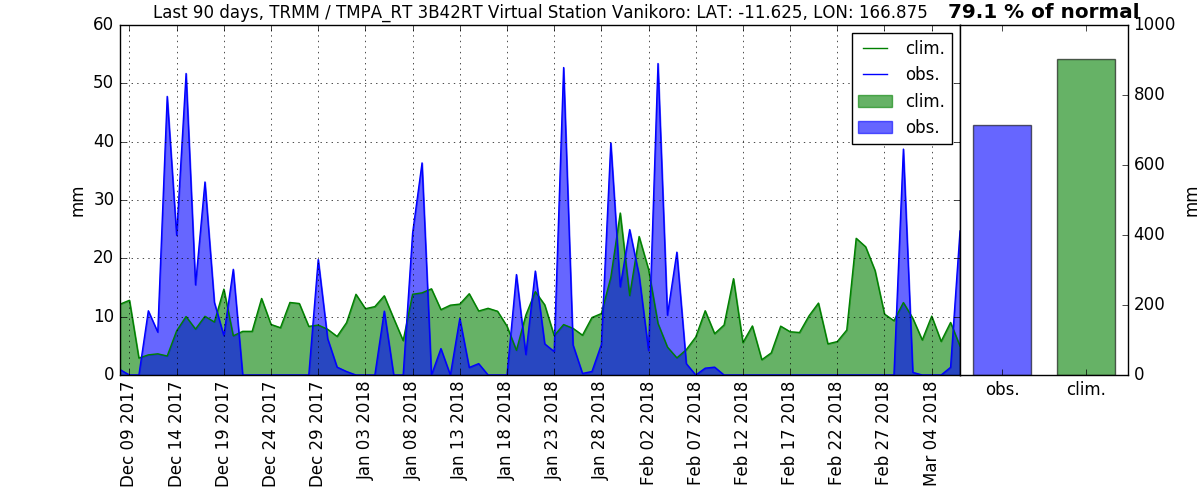 Last 90 days, TRMM / TMPA_RT 3B42RT Virtual Station Vanikoro: LAT: -11.625, LON: 166.875
79.1 % of normal
60
50
40
30
20
10
0
mm
clim.
obs.
clim.
obs.
Dec 09 2017
Dec 14 2017
Dec 19 2017
Dec 24 2017
Dec 29 2017
Jan 03 2018
Jan 08 2018
Jan 13 2018
Jan 18 2018
Jan 23 2018
Jan 28 2018
Feb 02 2018
Feb 07 2018
Feb 12 2018
Feb 17 2018
Feb 22 2018
Feb 27 2018
Mar 04 2018
1000
800
600
400
200
0
mm
obs.
clim.